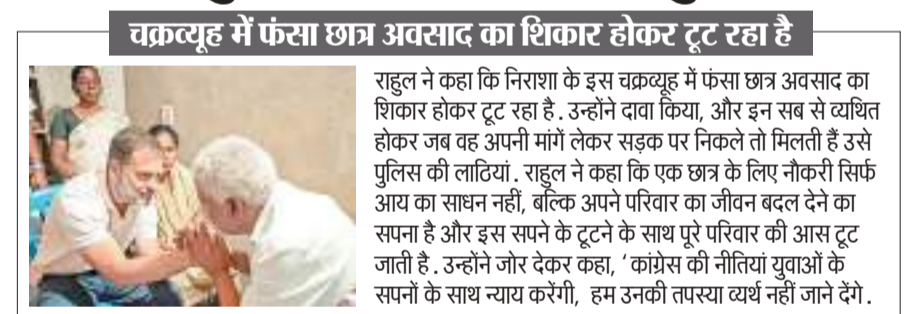 चक्रव्यूह में फंसा छात्र अवसाद का शिकार होकर टूट रहा है
राहुल ने कहा कि निराशा के इस चक्रव्यूह में फंसा छात्र अवसाद का
शिकार होकर टूट रहा है. उन्होंने दावा किया, और इन सब से व्यथित
होकर जब वह अपनी मांगें लेकर सड़क पर निकले तो मिलती हैं उसे
पुलिस की लाठियां. राहुल ने कहा कि एक छात्र के लिए नौकरी सिर्फ
आय का साधन नहीं, बल्कि अपने परिवार का जीवन बदल देने का
सपना है और इस सपने के टूटने के साथ पूरे परिवार की आस टूट
जाती है. उन्होंने जोर देकर कहा, ‘कांग्रेस की नीतियां युवाओं के
सपनों के साथ न्याय करेंगी, हम उनकी तपस्या व्यर्थ नहीं जाने देंगे.